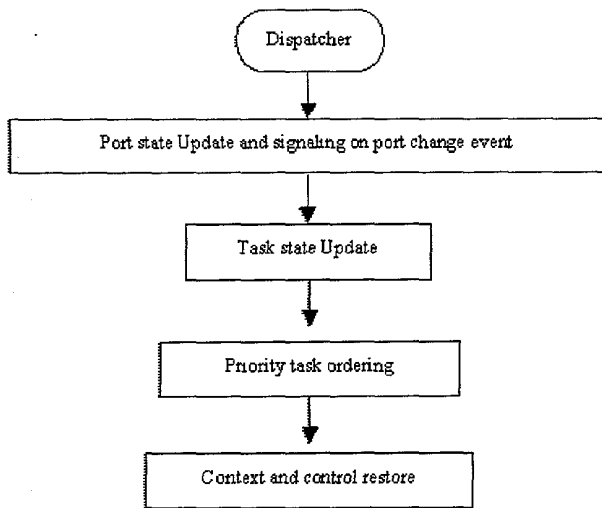 Dispatcher
Port state Update and signaling on port change event
Task state Update
Priority task ordering
Context and control restore